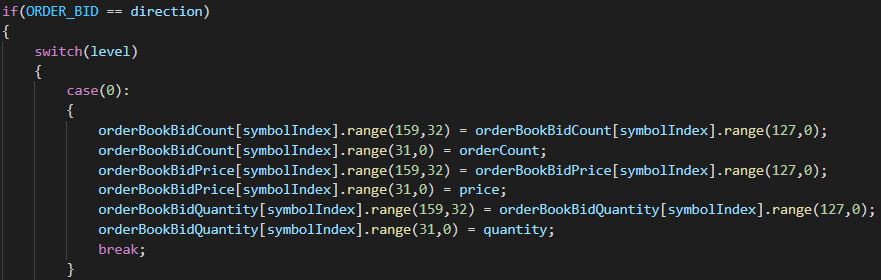 if(ORDER_BID == direction)
{
    switch(level)
    {
        case(0):
        {
            orderBookBidCount[symbolIndex].range(159,32) = orderBookBidCount[symbolIndex].range(127,0);
            orderBookBidCount[symbolIndex].range(31,0) = orderCount;
            orderBookBidPrice[symbolIndex].range(159,32) = orderBookBidPrice[symbolIndex].range(127,0);
            orderBookBidPrice[symbolIndex].range(31,0) = price;
            orderBookBidQuantity[symbolIndex].range(159,32) = orderBookBidQuantity[symbolIndex].range(127,0);
            orderBookBidQuantity[symbolIndex].range(31,0) = quantity;
            break;
        }